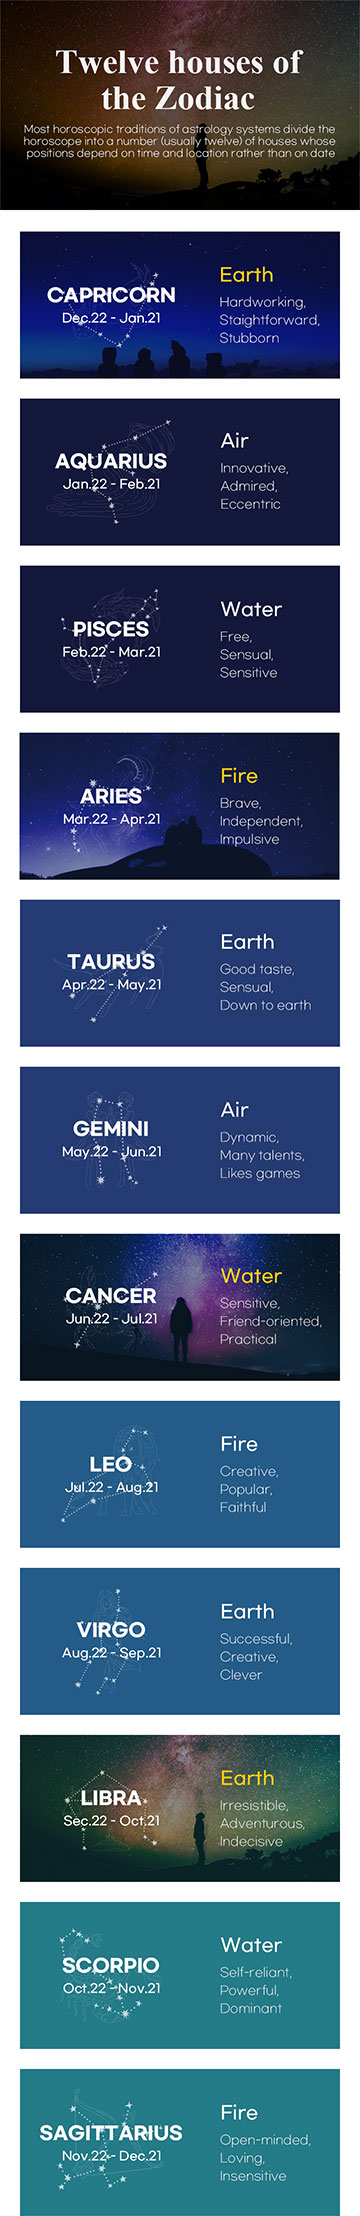 Twelve houses of
the Zodiac
Most horoscopic traditions of astrology systems divide the
horoscope into a number (usually twelve) of houses whose
positions depend on time and location rather than on date
CAPRICORN
Dec.22 - Jan.21
Earth
Hardworking,
Staightforward,
Stubborn
AQUARIUS
Jan.22 - Feb.21
Air
Innovative,
Admired,
Eccentric
PISCES
Feb.22 - Mar.21
Water
Free,
Sensual,
Sensitive
ARIES
Mar.22 - Apr.21
Fire
Brave,
Independent,
Impulsive
TAURUS
Apr.22 - May.21
Earth
Good taste,
Sensual,
Down to earth
GEMINI
May.22 - Jun.21
Air
Dynamic,
Many talents,
Likes games
CANCER
Jun.22 - Jul.21
Water
Sensitive,
Friend-oriented,
Practical
LEO
Jul.22 - Aug.21
Fire
Creative,
Popular,
Faithful
VIRGO
Aug.22 - Sep.21
Earth
Successful,
Creative,
Clever
LIBRA
Sec.22 - Oct.21
Earth
Irresistible,
Adventurous,
Indecisive
SCORPIO
Oct.22 - Nov.21
Water
Self-reliant,
Powerful,
Dominant
SAGITTARIUS
Nov.22 - Dec.21
Fire
Open-minded,
Loving,
Insensitive